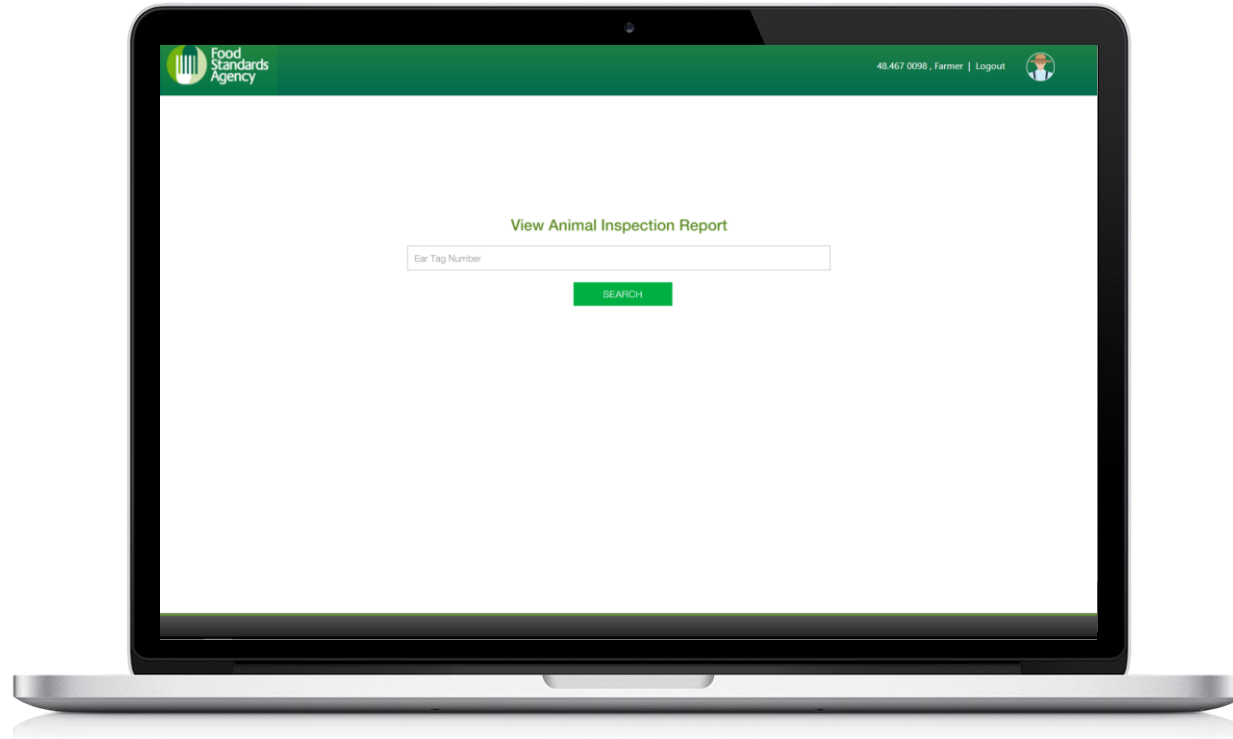 Food
Standards
Agency
48.467 0098 , Farmer | Logout
View Animal Inspection Report
Ear Tag Number
SEARCH